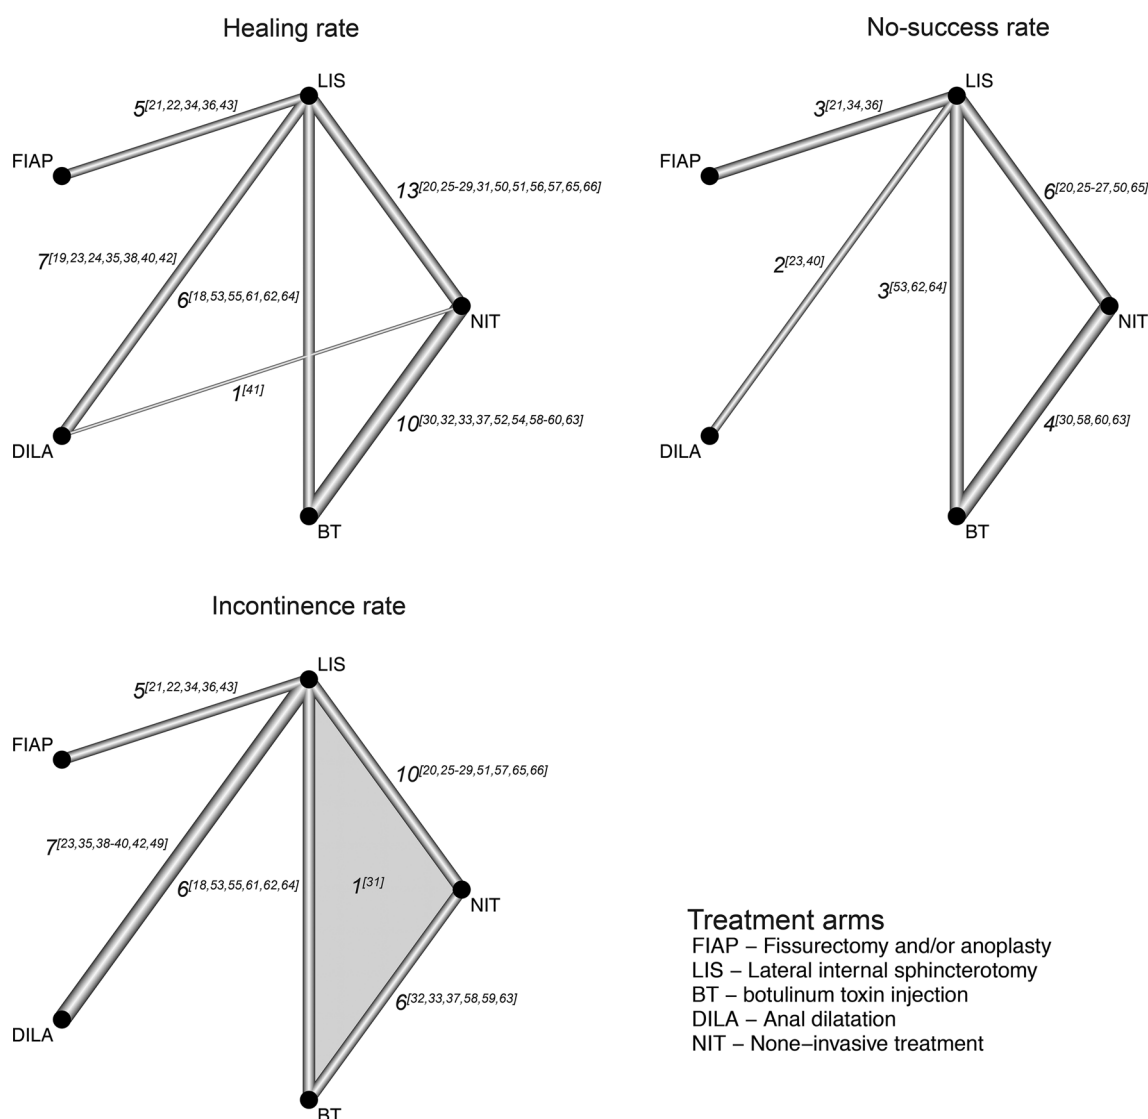 Healing rate
LIS
5[21,22,34,36,43]
FIAP
13[20,25-29,31,50,51,56,57,65,66]
7[19,23,24,35,38,40,42]
6[18,53,55,61,62,64]
NIT
1[41]
10[30,32,33,37,52,54,58-60,63]
DILA
BT
No-success rate
LIS
3[21,34,36]
FIAP
6[20,25-27,50,65]
2[23,40]
3[53,62,64]
NIT
4[30,58,60,63]
DILA
BT
Incontinence rate
LIS
5[21,22,34,36,43]
FIAP
10[20,25-29,51,57,65,66]
7[23,35,38-40,42,49]
6[18,53,55,61,62,64]
1[31]
NIT
6[32,33,37,58,59,63]
DILA
BT
Treatment arms
FIAP – Fissurectomy and/or anoplasty
LIS – Lateral internal sphincterotomy
BT – botulinum toxin injection
DILA – Anal dilatation
NIT – None–invasive treatment